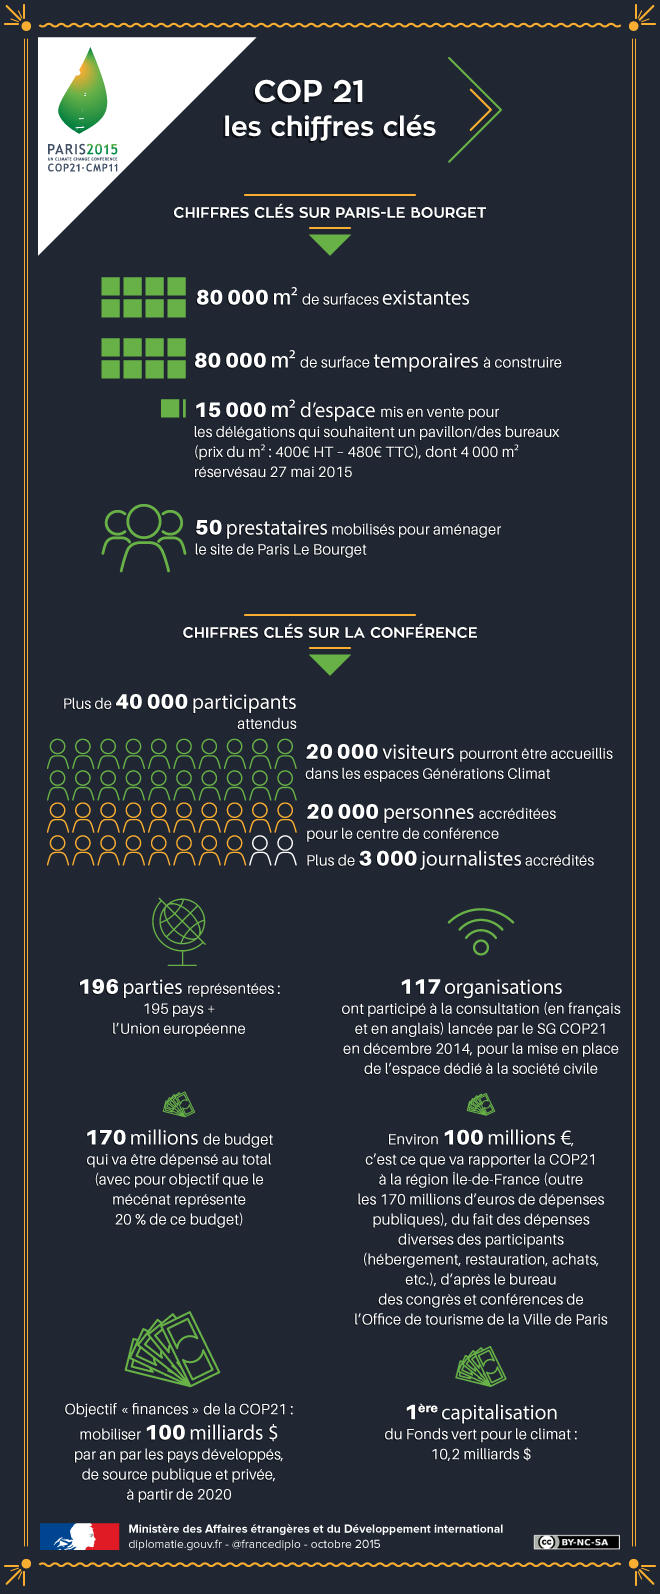 COP 21
les chiffres clés
PARIS2015
UN CLIMATE CHANGE CONFERENCE
COP21·CMP11
CHIFFRES CLÉS SUR PARIS-LE BOURGET
80 000 m² de surfaces existantes
80 000 m² de surface temporaires à construire
15 000 m² d’espace mis en vente pour
les délégations qui souhaitent un pavillon/des bureaux
(prix du m² : 400€ HT – 480€ TTC), dont 4 000 m²
réservésau 27 mai 2015
50 prestataires mobilisés pour aménager
le site de Paris Le Bourget
CHIFFRES CLÉS SUR LA CONFÉRENCE
Plus de 40 000 participants
attendus
20 000 visiteurs pourront être accueillis
dans les espaces Générations Climat
20 000 personnes accréditées
pour le centre de conférence
Plus de 3 000 journalistes accrédités
196 parties représentées :
195 pays +
l’Union européenne
117 organisations
ont participé à la consultation (en français
et en anglais) lancée par le SG COP21
en décembre 2014, pour la mise en place
de l’espace dédié à la société civile
170 millions de budget
qui va être dépensé au total
(avec pour objectif que le
mécénat représente
20 % de ce budget)
Environ 100 millions €,
c’est ce que va rapporter la COP21
à la région Île-de-France (outre
les 170 millions d’euros de dépenses
publiques), du fait des dépenses
diverses des participants
(hébergement, restauration, achats,
etc.), d’après le bureau
des congrès et conférences de
l’Office de tourisme de la Ville de Paris
Objectif « finances » de la COP21 :
mobiliser 100 milliards $
par an par les pays développés,
de source publique et privée,
à partir de 2020
1ère capitalisation
du Fonds vert pour le climat :
10,2 milliards $
Ministère des Affaires étrangères et du Développement international
diplomatie.gouv.fr - @francediplo - octobre 2015
cc BY-NC-SA